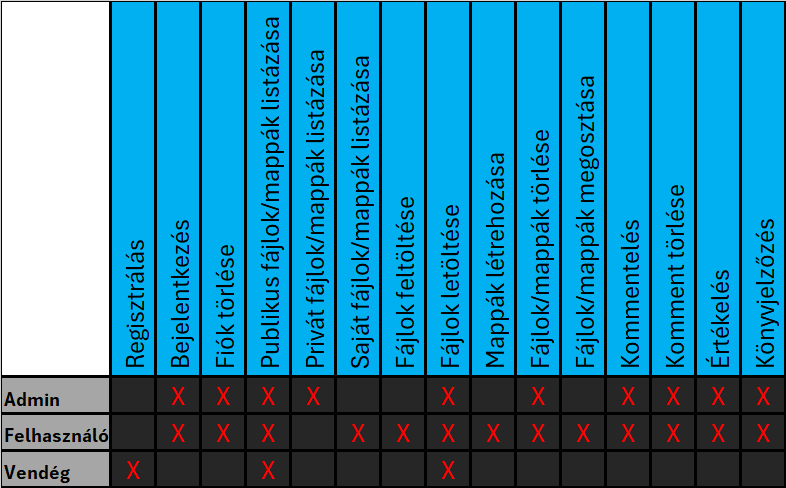 Regisztrálás
Bejelentkezés
Fiók törlése
Publikus fájlok/mappák listázása
Privát fájlok/mappák listázása
Saját fájlok/mappák listázása
Fájlok feltöltése
Fájlok letöltése
Mappák létrehozása
Fájlok/mappák törlése
Fájlok/mappák megosztása
Kommentelés
Komment törlése
Értékelés
Könyvjelzőzés
Admin X X X X X X X X X X
Felhasználó X X X X X X X X X X X X X
Vendég X X X